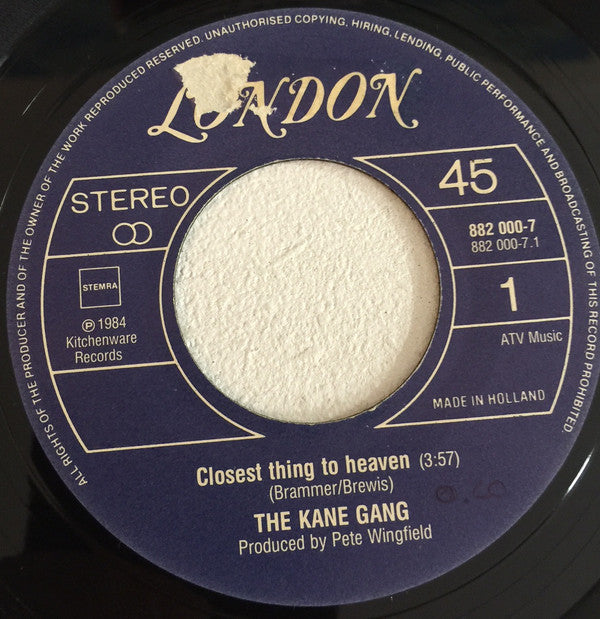 ALL RIGHTS OF THE PRODUCER AND OF THE OWNER OF THE WORK REPRODUCED RESERVED. UNAUTHORISED COPYING, HIRING, LENDING, PUBLIC PERFORMANCE AND BROADCASTING OF THIS RECORD PROHIBITED.
LONDON
STEREO
45
882 000-7
882 000-7.1
STEMRA
1
℗ 1984
Kitchenware
Records
ATV Music
MADE IN HOLLAND
Closest thing to heaven (3:57)
(Brammer/Brewis)
THE KANE GANG
Produced by Pete Wingfield